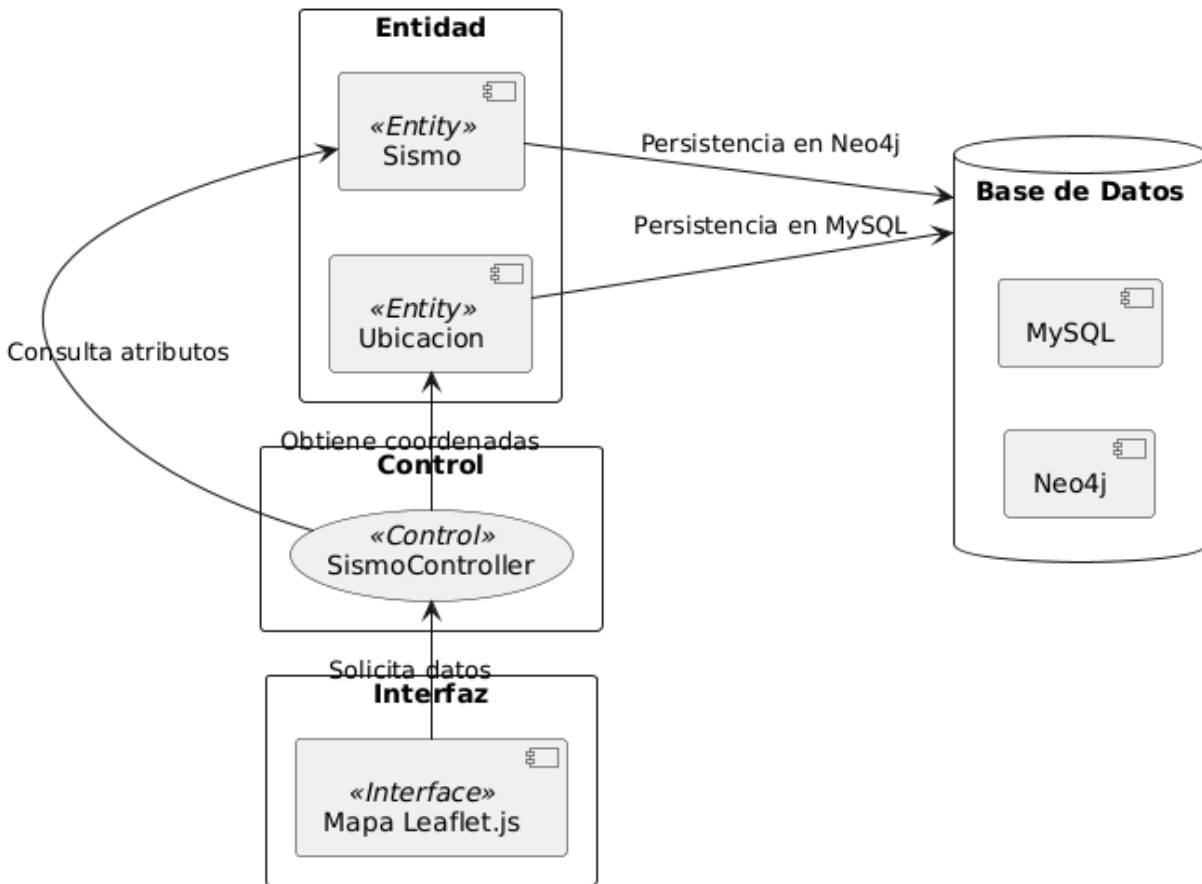 Entidad
«Entity»
Sismo
Persistencia en Neo4j
Base de Datos
Persistencia en MySQL
«Entity»
Ubicacion
MySQL
Consulta atributos
Obtiene coordenadas
Control
Neo4j
«Control»
SismoController
Solicita datos
Interfaz
«Interface»
Mapa Leaflet.js